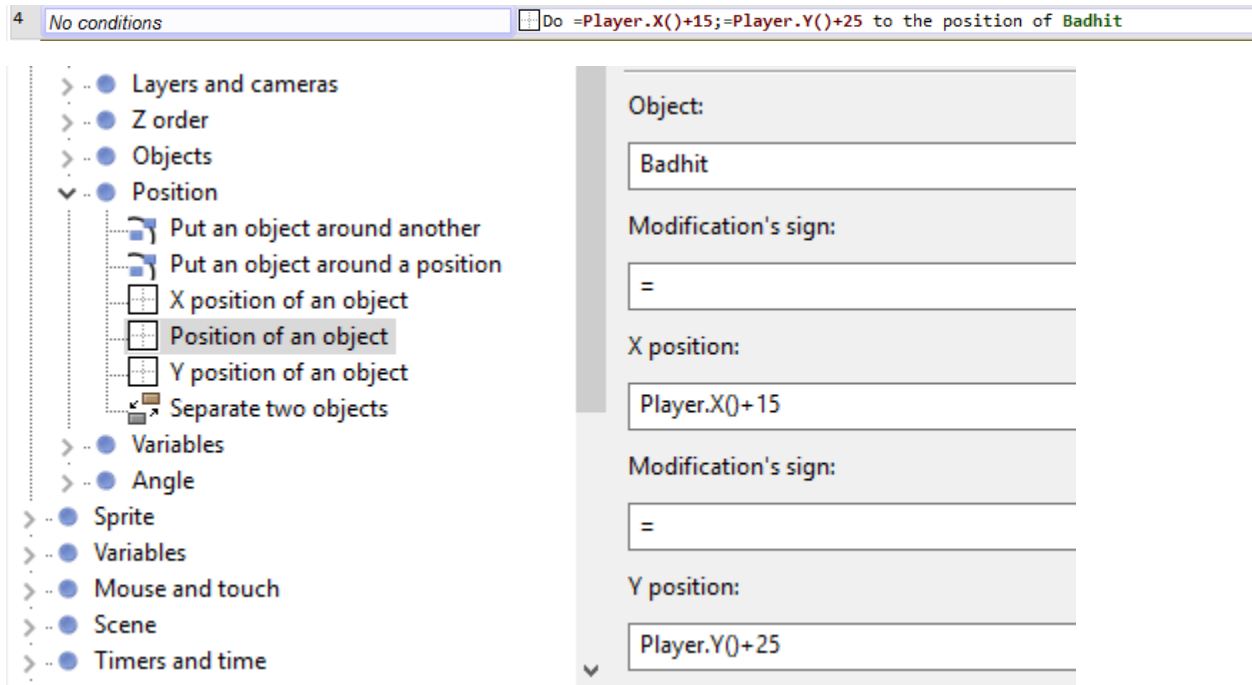 4 No conditions Do =Player.X()+15;=Player.Y()+25 to the position of Badhit
Layers and cameras
Z order
Objects
Position
Put an object around another
Put an object around a position
X position of an object
Position of an object
Y position of an object
Separate two objects
Variables
Angle
Sprite
Variables
Mouse and touch
Scene
Timers and time
Object:
Badhit
Modification's sign:
=
X position:
Player.X()+15
Modification's sign:
=
Y position:
Player.Y()+25